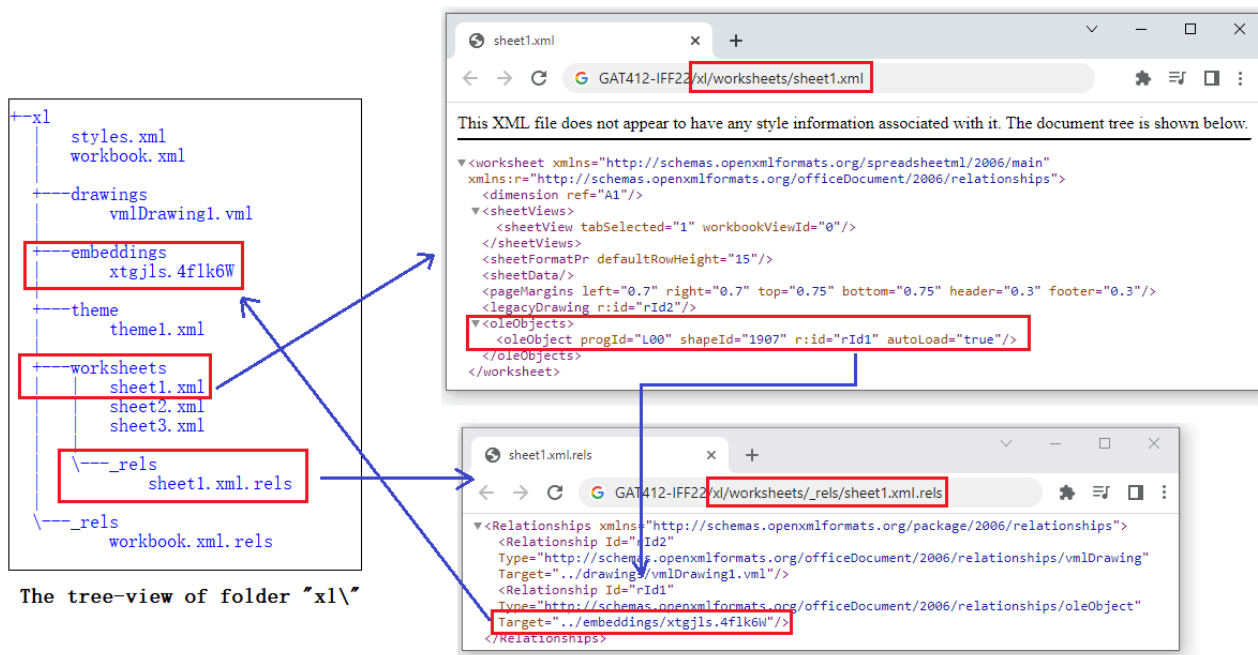 +-xl
styles.xml
workbook.xml
+---drawings
vmlDrawing1.vml
+---embeddings
xtgjls.4flk6W
+---theme
theme1.xml
+---worksheets
sheet1.xml
sheet2.xml
sheet3.xml
\---_rels
sheet1.xml.rels
\---_rels
workbook.xml.rels
The tree-view of folder "xl\"
sheet1.xml
GAT412-IFF22/xl/worksheets/sheet1.xml
This XML file does not appear to have any style information associated with it. The document tree is shown below.
<worksheet xmlns="http://schemas.openxmlformats.org/spreadsheetml/2006/main"
xmlns:r="http://schemas.openxmlformats.org/officeDocument/2006/relationships">
<dimension ref="A1"/>
<sheetViews>
<sheetView tabSelected="1" workbookViewId="0"/>
</sheetViews>
<sheetFormatPr defaultRowHeight="15"/>
<sheetData/>
<pageMargins left="0.7" right="0.7" top="0.75" bottom="0.75" header="0.3" footer="0.3"/>
<legacyDrawing r:id="rId2"/>
<oleObjects>
<oleObject progId="L00" shapeId="1907" r:id="rId1" autoLoad="true"/>
</oleObjects>
</worksheet>
sheet1.xml.rels
GAT412-IFF22/xl/worksheets/_rels/sheet1.xml.rels
<Relationships xmlns="http://schemas.openxmlformats.org/package/2006/relationships">
<Relationship Id="rId2"
Type="http://schemas.openxmlformats.org/officeDocument/2006/relationships/vmlDrawing"
Target="../drawings/vmlDrawing1.vml"/>
<Relationship Id="rId1"
Type="http://schemas.openxmlformats.org/officeDocument/2006/relationships/oleObject"
Target="../embeddings/xtgjls.4flk6W"/>
</Relationships>